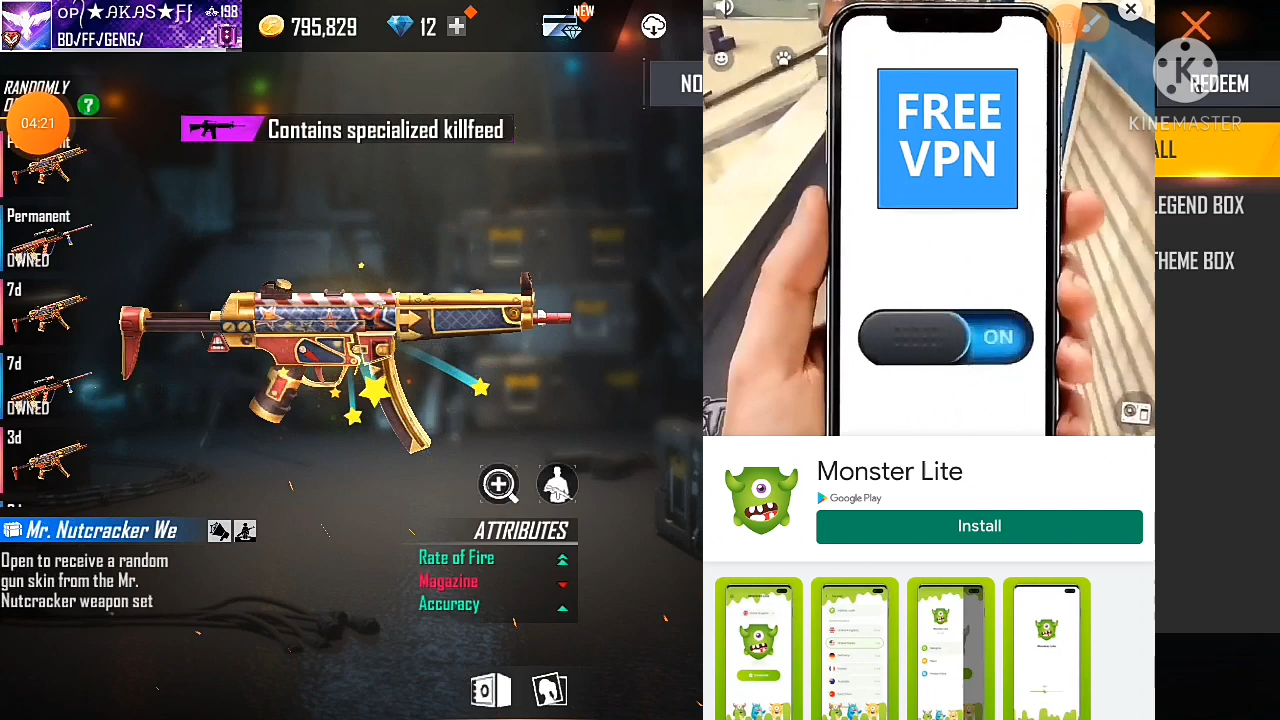 oP⎛★AKAS★Ff
198
BD/FF/GENG/
795,829
12
NEW
RANDOMLY
04:21
?
Contains specialized killfeed
NO
REDEEM
K
KINEMASTER
ALL
LEGEND BOX
THEME BOX
Permanent
OWNED
7d
7d
OWNED
3d
Mr. Nutcracker We
Open to receive a random
gun skin from the Mr.
Nutcracker weapon set
ATTRIBUTES
Rate of Fire
Magazine
Accuracy
FREE
VPN
ON
Monster Lite
Google Play
Install